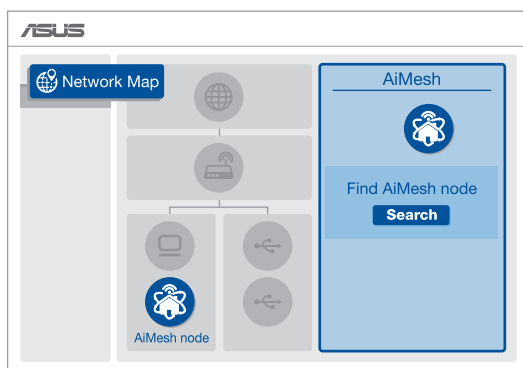 ASUS
Network Map
AiMesh
Find AiMesh node
Search
AiMesh node